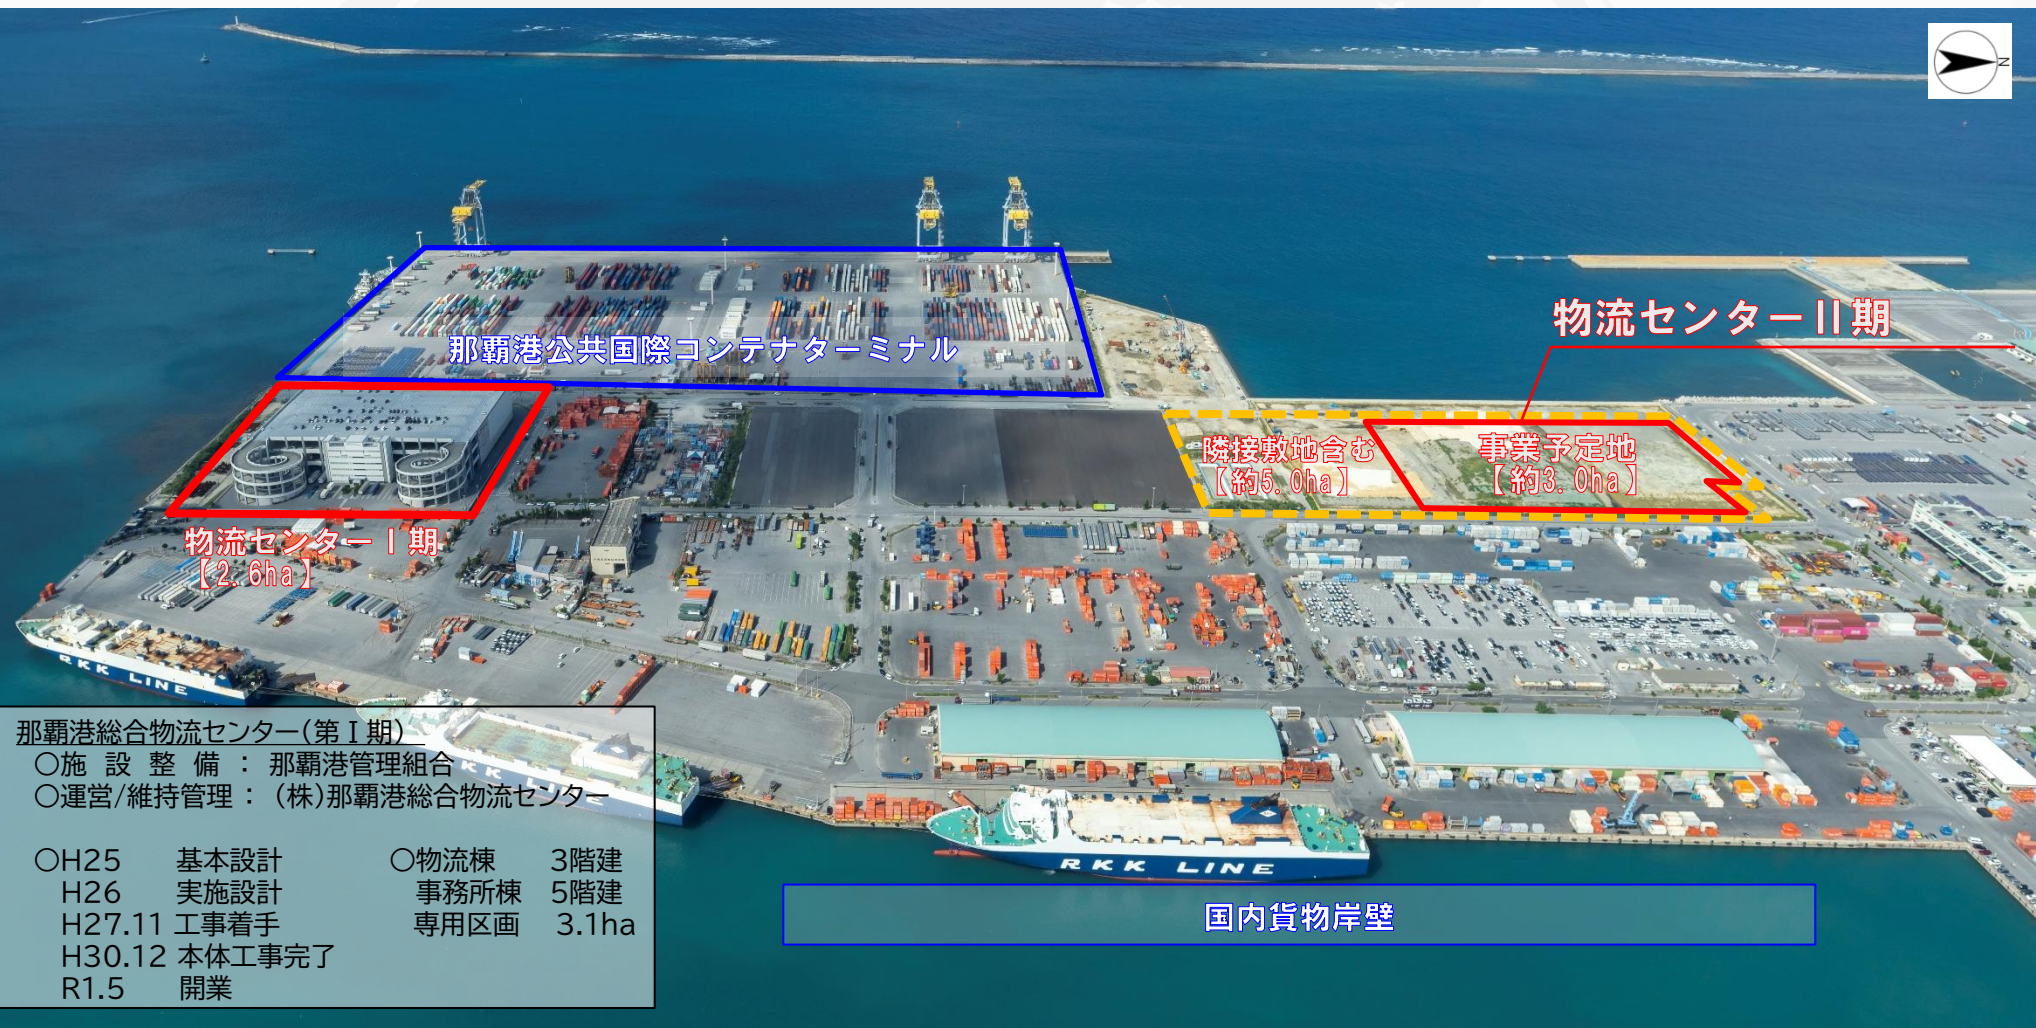 N
物流センターⅡ期
那覇港公共国際コンテナターミナル
隣接敷地含む
【約5.0ha】
事業予定地
【約3.0ha】
物流センターⅠ期
【2.6ha】
RKK LINE
KK LINE
RKK LINE
国内貨物岸壁
那覇港総合物流センター(第Ⅰ期)
○施設整備：那覇港管理組合
○運営/維持管理：(株)那覇港総合物流センター
○H25 基本設計
H26 実施設計
H27.11 工事着手
H30.12 本体工事完了
R1.5 開業
○物流棟 3階建
事務所棟 5階建
専用区画 3.1ha